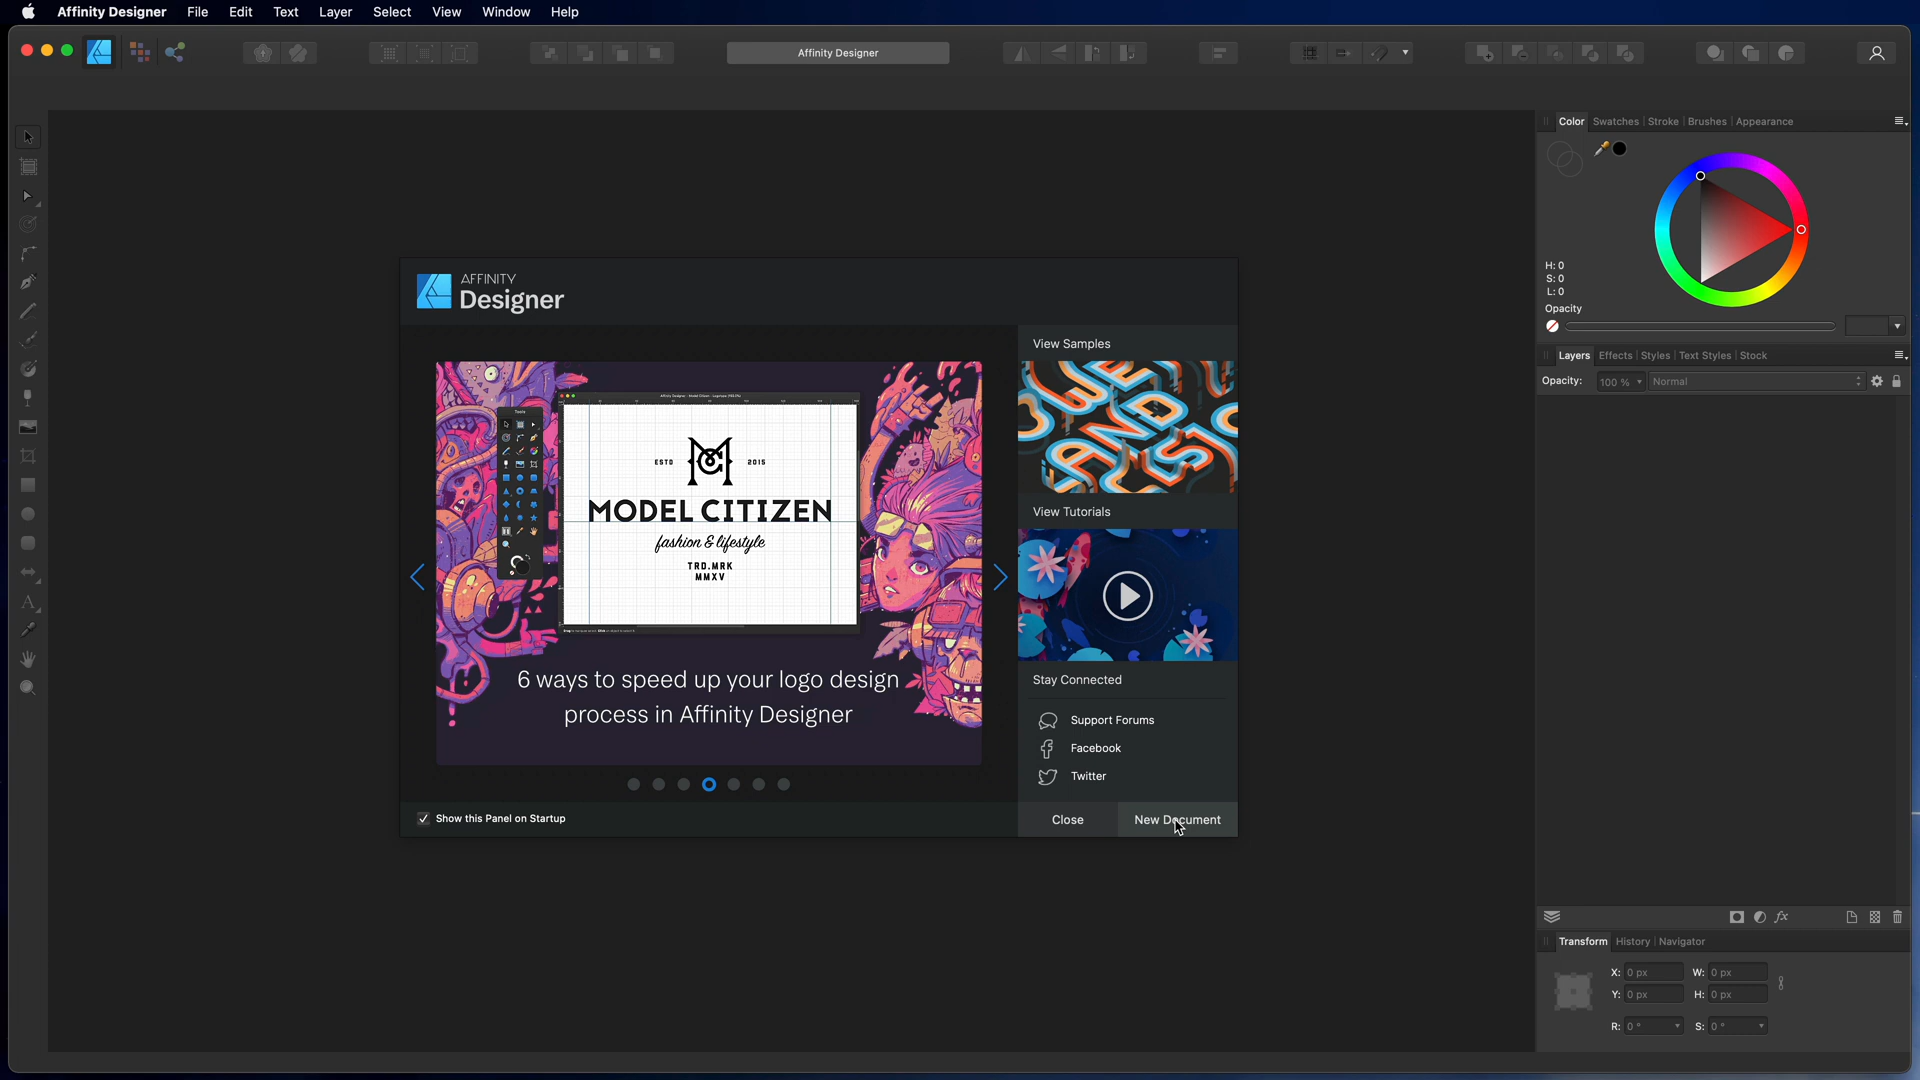 Affinity Designer File Edit Text Layer Select View Window Help
Affinity Designer
Color Swatches Stroke Brushes Appearance
H: 0
S: 0
L: 0
Opacity
Layers Effects Styles Text Styles Stock
Opacity: 100 % Normal
AFFINITY
Designer
View Samples
Tools
ESTD 2015
MODEL CITIZEN
fashion & lifestyle
TRD.MRK
MMXV
6 ways to speed up your logo design
process in Affinity Designer
View Tutorials
Stay Connected
Support Forums
Facebook
Twitter
Show this Panel on Startup
Close New Document
Transform History Navigator
X: 0 px W: 0 px
Y: 0 px H: 0 px
R: 0 ° S: 0 °